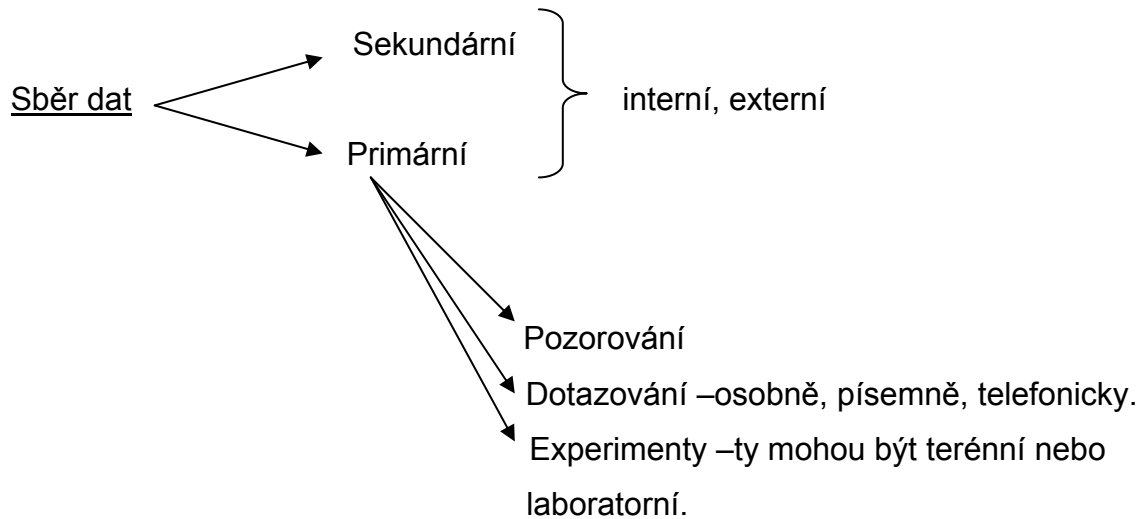 Sekundární
Sběr dat
interní, externí
Primární
Pozorování
Dotazování –osobně, písemně, telefonicky.
Experimenty –ty mohou být terénní nebo
laboratorní.